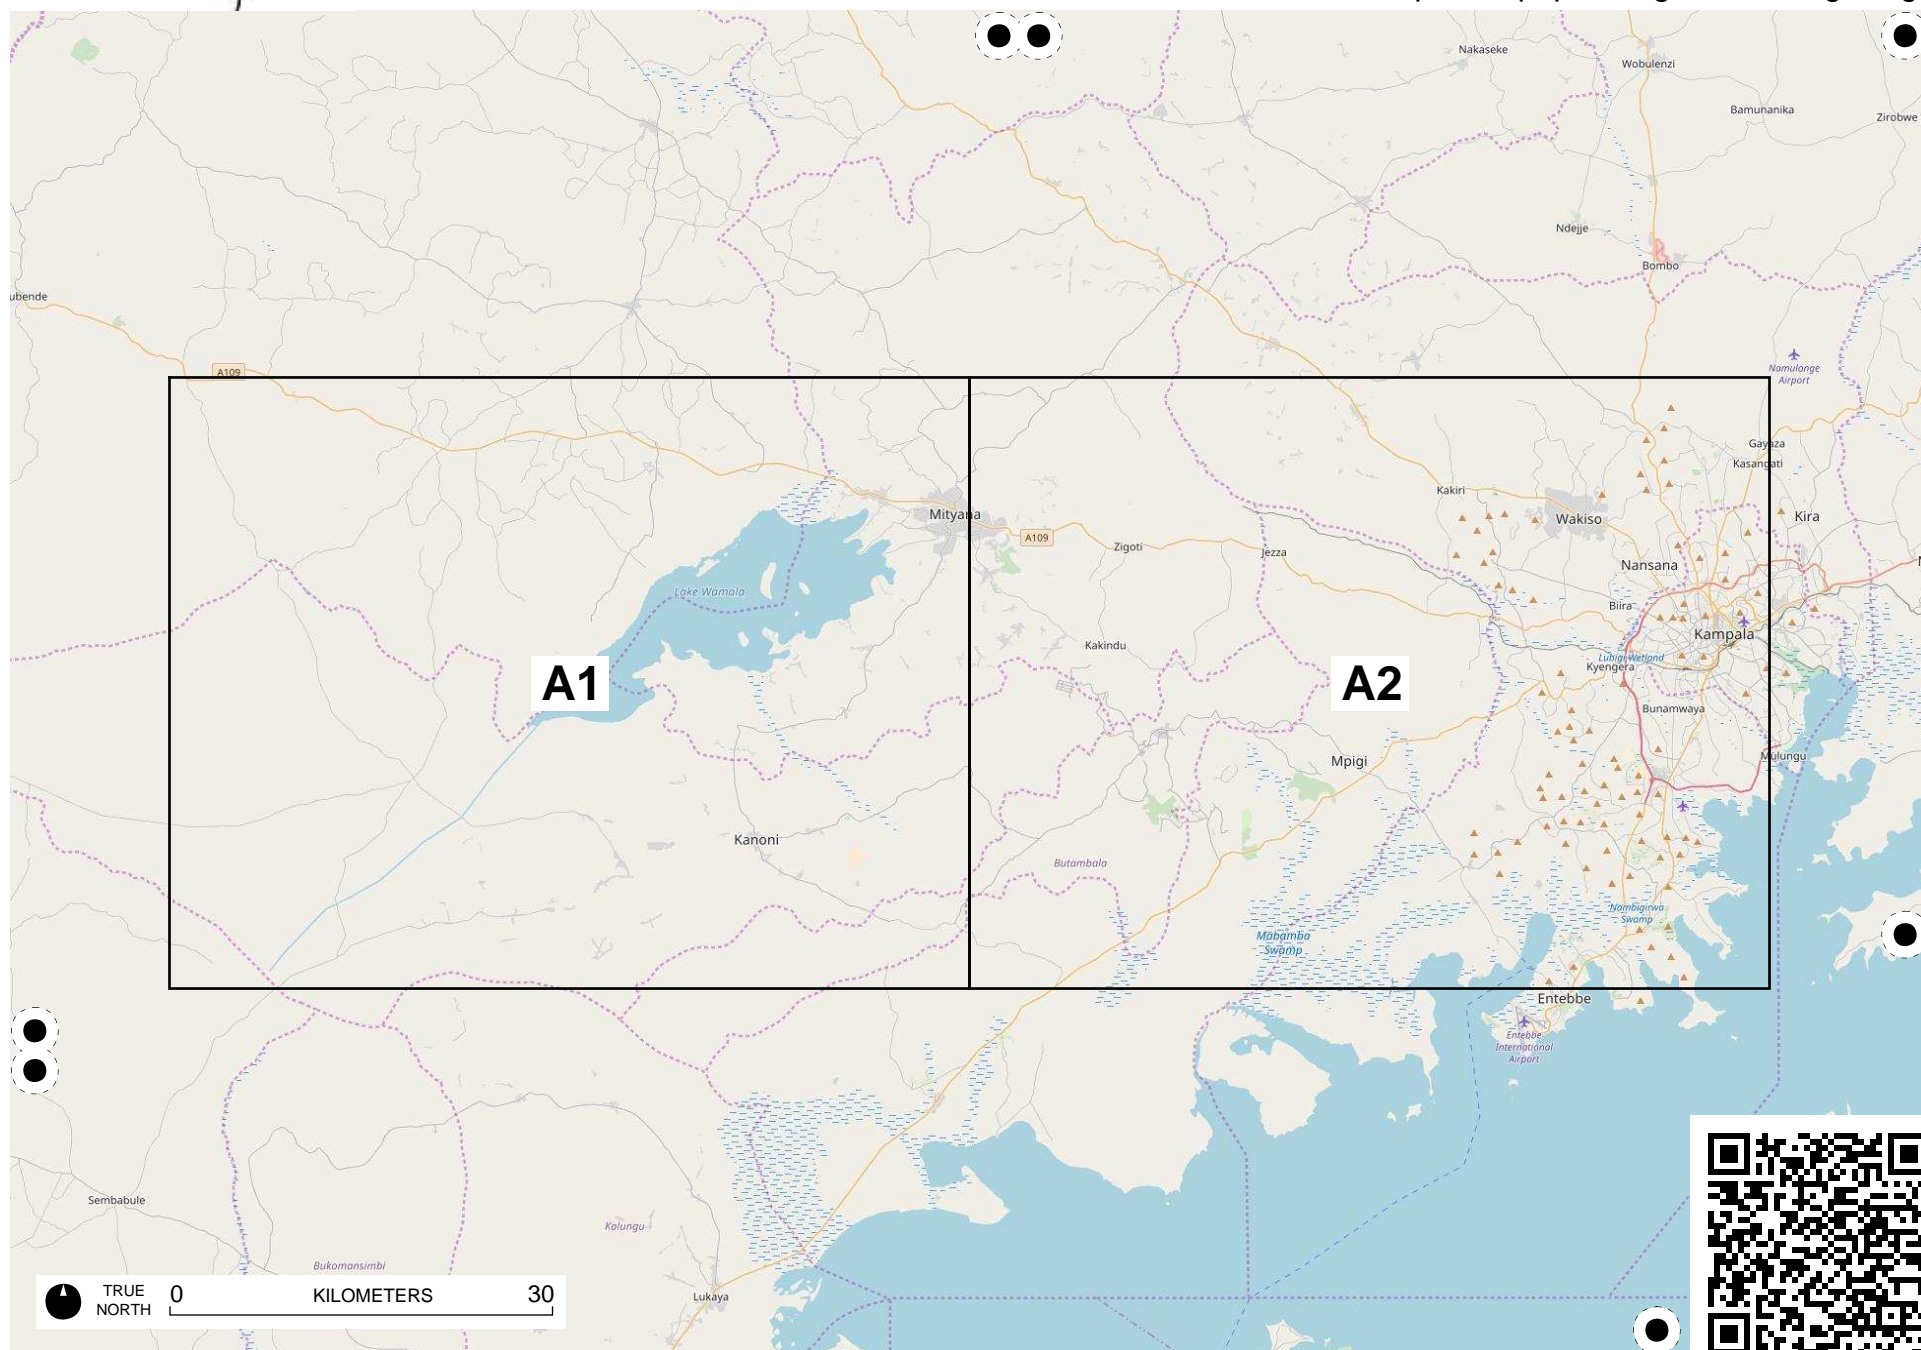 Nakaseke
Wobulenzi
Bamunanika
Zirobwe
Ndejje
Bombo
ubende
Namulonge
Airport
A109
Gayaza
Kasangati
Kakiri
Mityana
Wakiso
Kira
A109
Zigoti
Jezza
Nansana
Lake Wamala
Biira
Kampala
Kakindu
Lubigi Wetland
Kyengera
A1
A2
Bunamwaya
Mpigi
Mulungu
Kanoni
Butambala
Nambigirwa
Swamp
Mabamba
Swamp
Entebbe
Entebbe
International
Airport
Sembabule
Kalungu
Bukomansimbi
Lukaya
TRUE
NORTH
0 KILOMETERS 30